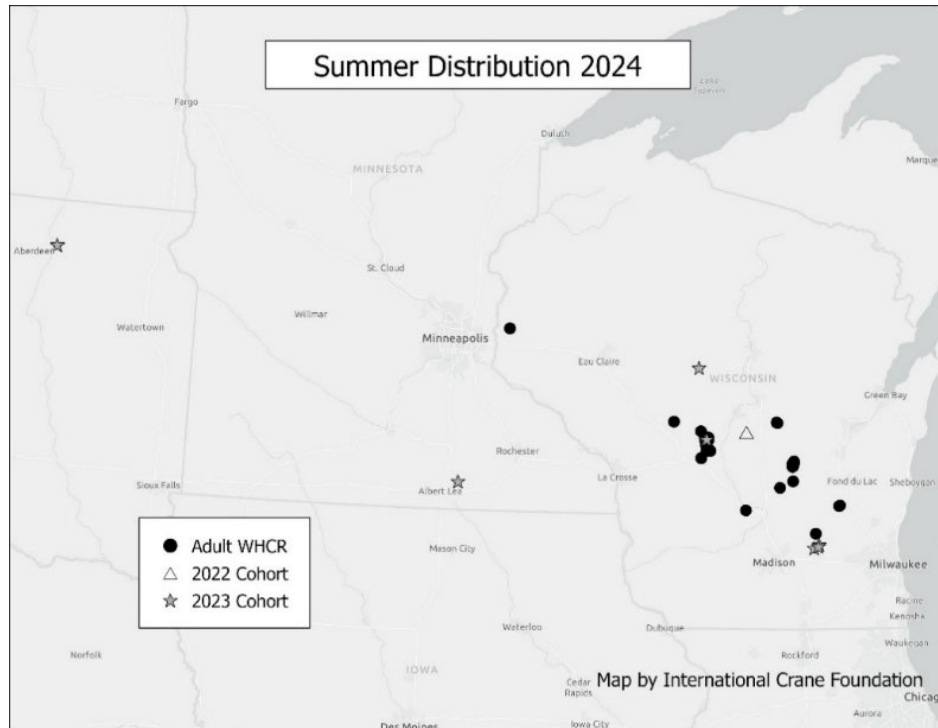 Summer Distribution 2024
Fargo
Duluth
MINNESOTA
Marque
Aberdeen
St. Cloud
Willmar
Watertown
Minneapolis
Eau Claire
WISCONSIN
Green Bay
Rochester
La Crosse
Sioux Falls
Albert Lea
Fond du Lac
Sheboygan
Adult WHCR
2022 Cohort
2023 Cohort
Mason City
Madison
Milwaukee
Racine
Kenosha
Waterloo
Dubuque
Waukegan
Norfolk
Rockford
IOWA
Cedar
Rapids
Map by International Crane Foundation
Chicag
Aurora
Des Moines
Iowa City